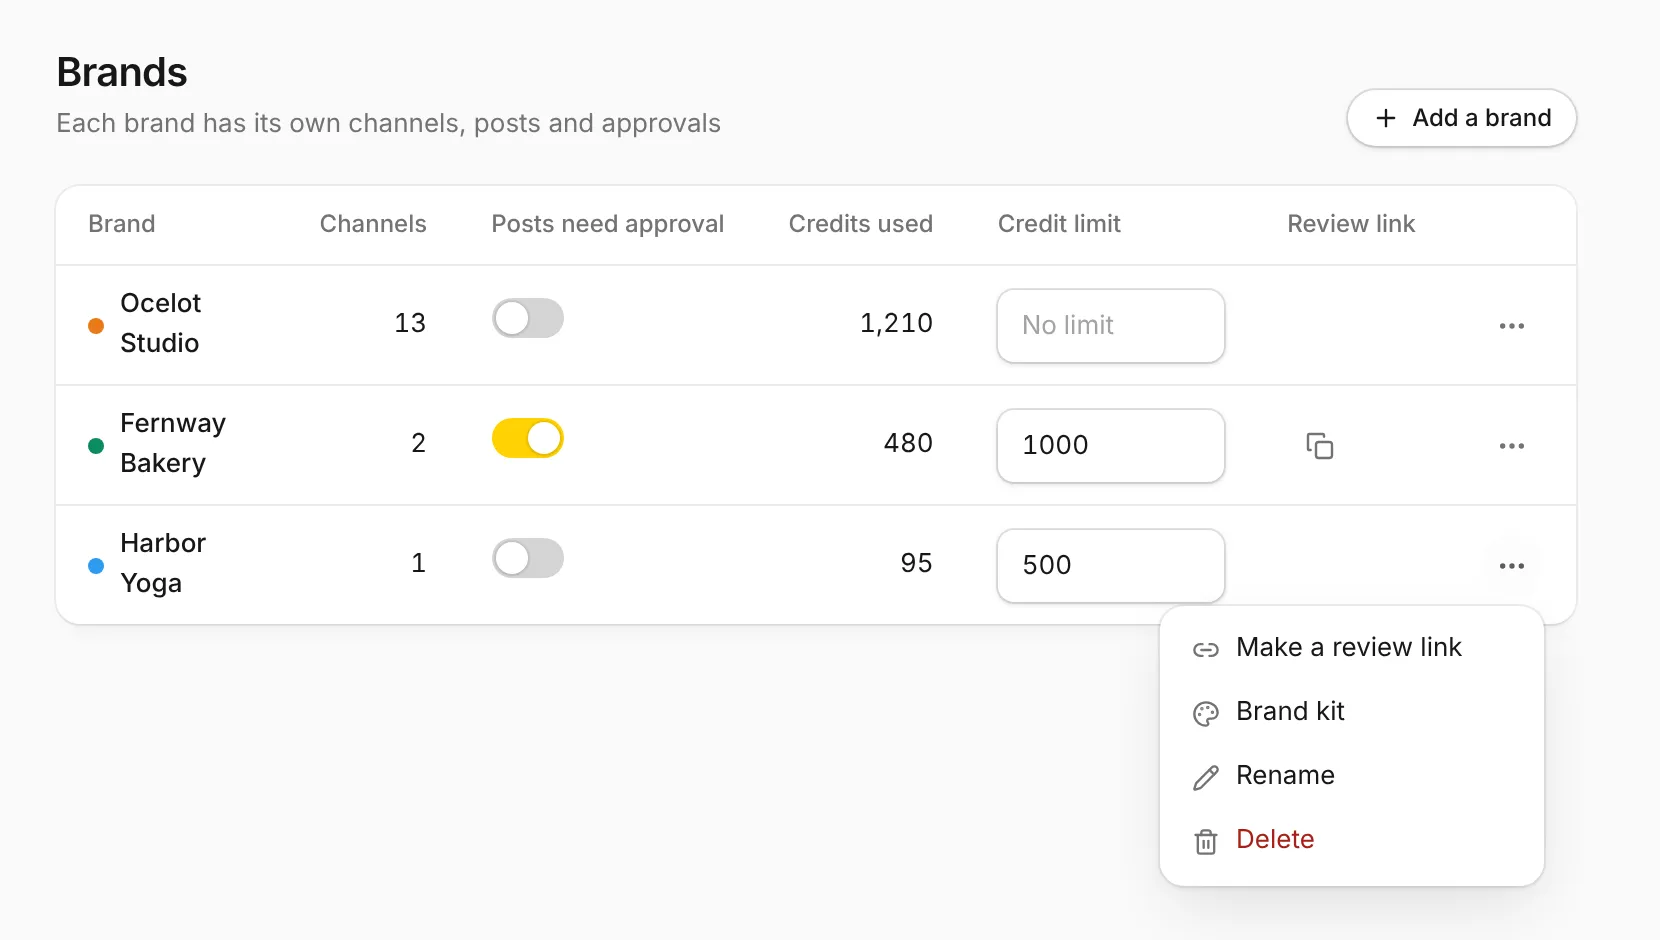 Brands
Each brand has its own channels, posts and approvals
Add a brand
Brand Channels Posts need approval Credits used Credit limit Review link
Ocelot
Studio
13 1,210 No limit
Fernway
Bakery
2 480 1000
Harbor
Yoga
1 95 500
Make a review link
Brand kit
Rename
Delete